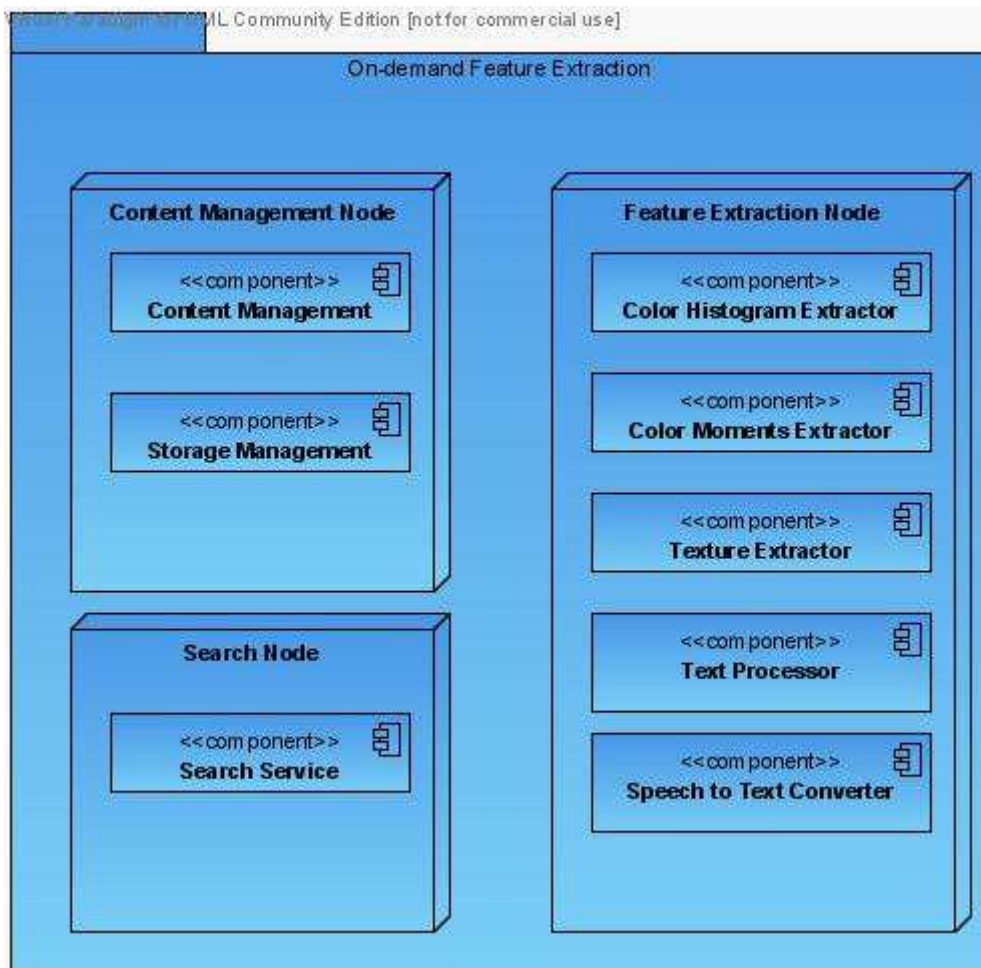 ML Community Edition [not for commercial use]
On-demand Feature Extraction
Content Management Node
<<component>>
Content Management
<<component>>
Storage Management
Search Node
<<component>>
Search Service
Feature Extraction Node
<<component>>
Color Histogram Extractor
<<component>>
Color Moments Extractor
<<component>>
Texture Extractor
<<component>>
Text Processor
<<component>>
Speech to Text Converter